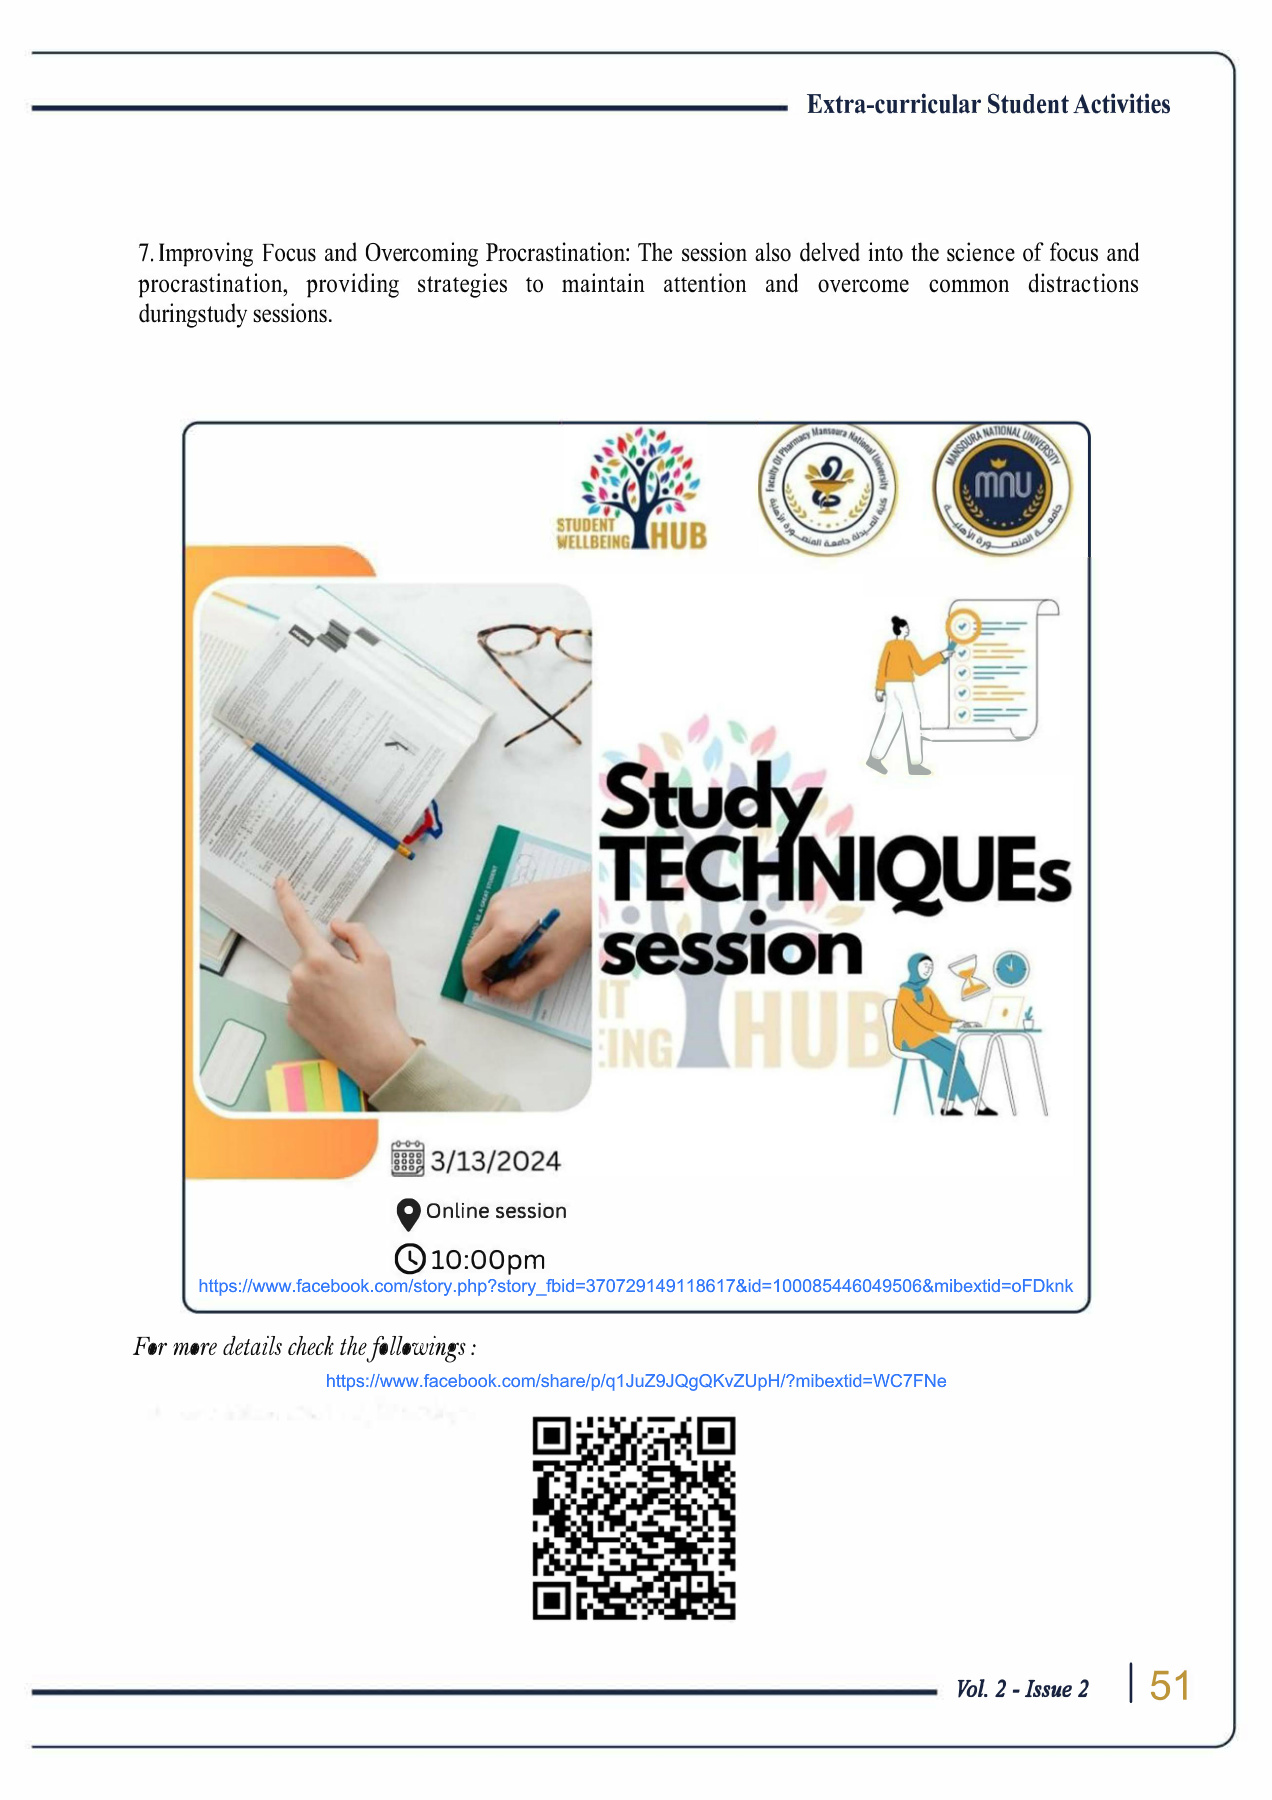 Extra-curricular Student Activities
7. Improving Focus and Overcoming Procrastination: The session also delved into the science of focus and
procrastination, providing strategies to maintain attention and overcome common distractions
duringstudy sessions.
STUDENT
WELLBEING HUB
Faculty Of Pharmacy Mansoura National University
كلية الصيدلة جامعة المنصورة الأهلية
MANSOURA NATIONAL UNIVERSITY
mnu
جامعة المنصورة الأهلية
Study
TECHNIQUEs
session
IT
EING HUB
3/13/2024
Online session
10:00pm
https://www.facebook.com/story.php?story_fbid=370729149118617&id=100085446049506&mibextid=oFDknk
For more details check the followings :
https://www.facebook.com/share/p/q1JuZ9JQgQKvZUpH/?mibextid=WC7FNe
Vol. 2 - Issue 2
51